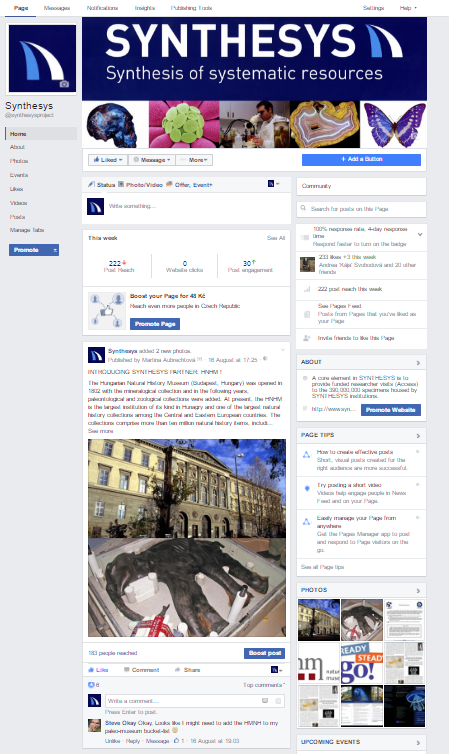 Page Messages Notifications Insights Publishing Tools Settings Help
SYNTHESYS
Synthesis of systematic resources
Synthesys
@synthesysproject
Home
About
Photos
Events
Likes
Videos
Posts
Manage Tabs
Promote
Liked Message More
+ Add a Button
Status Photo/Video Offer, Event+
Write something...
This week See All
222 0 30
Post Reach Website clicks Post engagement
Boost your Page for 45 Kč
Reach even more people in Czech Republic
Promote Page
Synthesys added 2 new photos.
Published by Martina Aubrechtová · 16 August at 17:25 ·
INTRODUCING SYNTHESYS PARTNER: HNHM !
The Hungarian Natural History Museum (Budapest, Hungary) was opened in
1802 with the mineralogical collection and in the following years,
paleontological and zoological collections were added. At present, the HNHM
is the largest institution of its kind in Hungary and one of the largest natural
history collections among the Central and Eastern European countries. The
collections comprise more than ten million natural history items, includi...
See more
183 people reached
Boost post
Like Comment Share
6 Top comments
Write a comment...
Press Enter to post.
Steve Okay Okay, Looks like I might need to add the HMNH to my
paleo-museum bucket-list
Unlike · Reply · Message · 1 · 16 August at 19:03
Community
Search for posts on this Page
100% response rate, 4-day response
time
Respond faster to turn on the badge
233 likes +3 this week
Andrea 'Kája' Svobodová and 20 other
friends
222 post reach this week
See Pages Feed
Posts from Pages that you've liked as
your Page
Invite friends to like this Page
ABOUT
A core element in SYNTHESYS is to
provide funded researcher visits (Access)
to the 390,000,000 specimens housed by
SYNTHESYS institutions.
http://www.syn...
Promote Website
PAGE TIPS
How to create effective posts
Short, visual posts created for the
right audience are more successful.
Try posting a short video
Videos help engage people in News
Feed and on your Page.
Easily manage your Page from
anywhere
Get the Pages Manager app to post
and respond to Page visitors on the
go.
See all Page tips
PHOTOS
READY
STEADY
go!
UPCOMING EVENTS